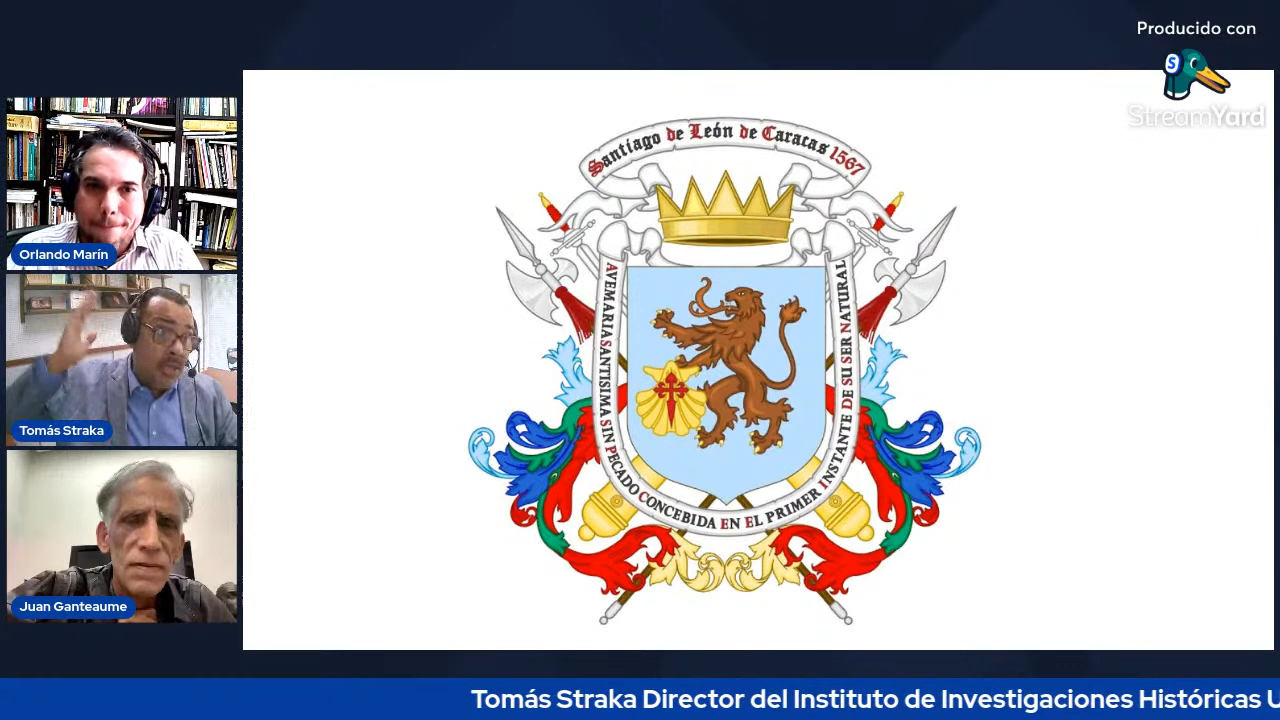 Producido con
StreamYard
Santiago de León de Caracas 1567
AVEMARIA SANTISIMA SIN PECADO CONCEBIDA EN EL PRIMER INSTANTE DE SU SER NATURAL
Orlando Marín
Tomás Straka
Juan Ganteaume
Tomás Straka Director del Instituto de Investigaciones Históricas U